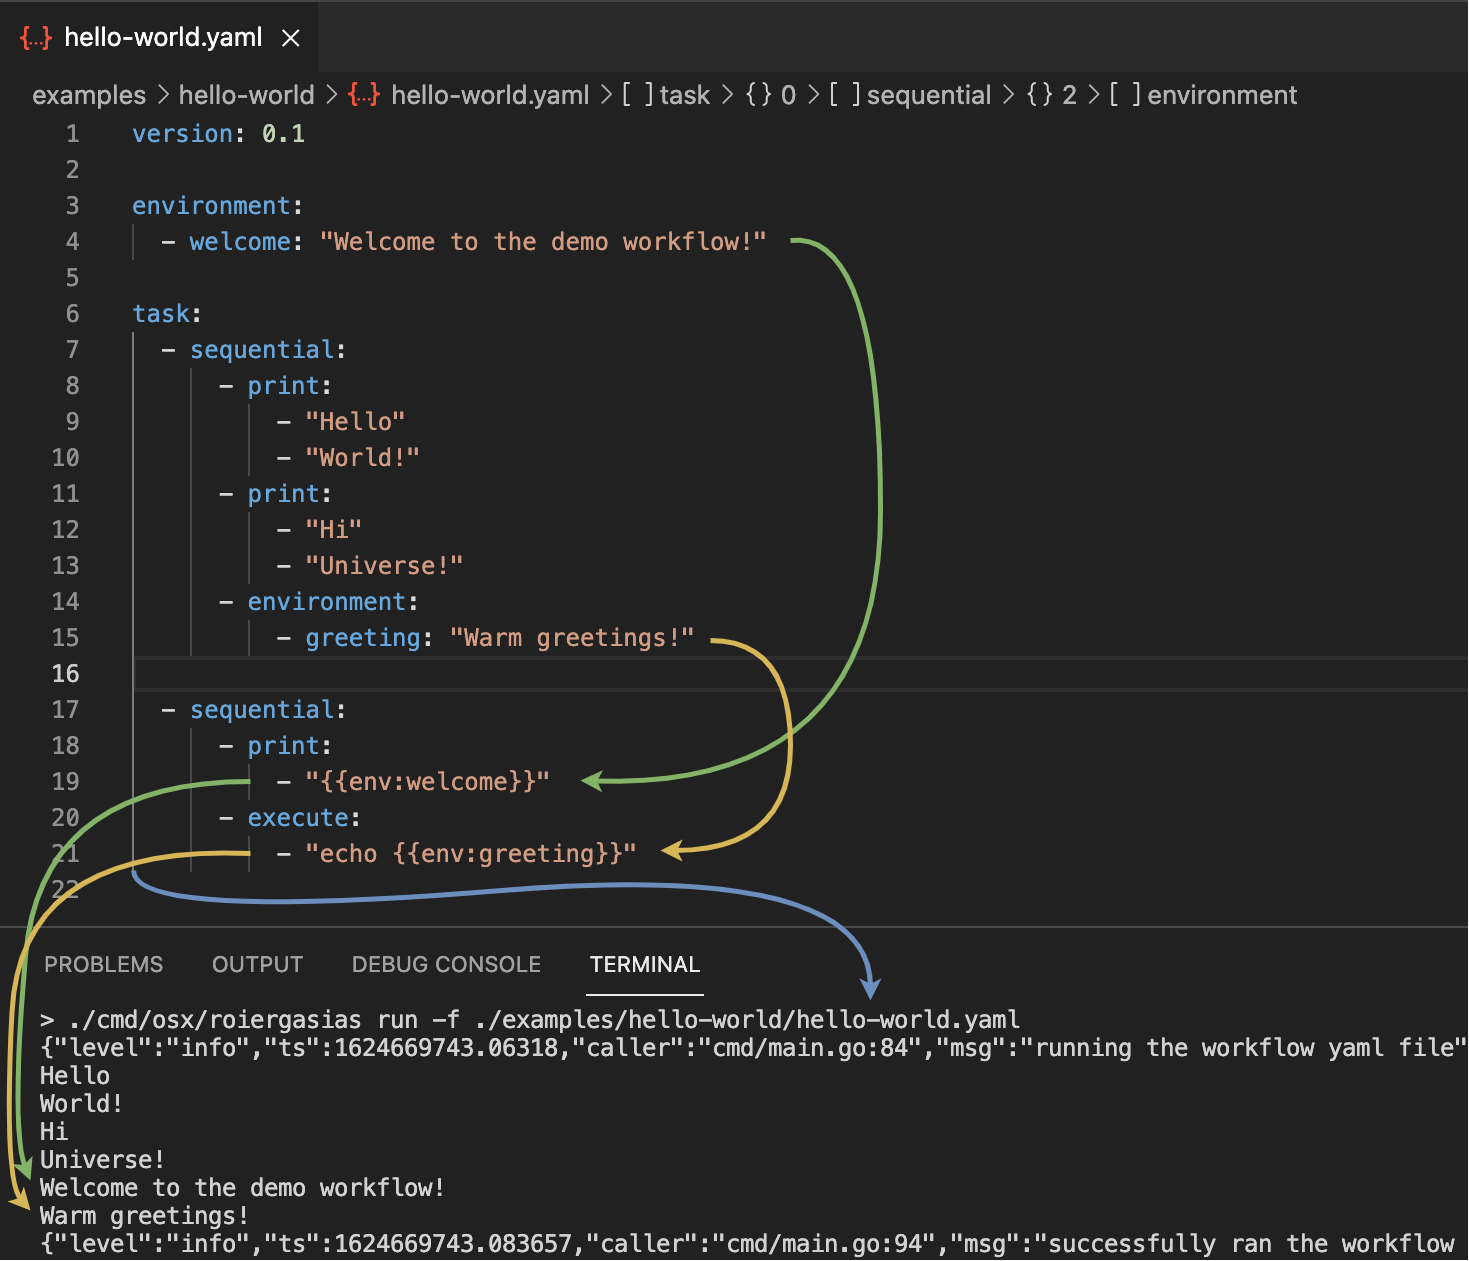 {...} hello-world.yaml ×
examples > hello-world > {...} hello-world.yaml > [ ] task > {} 0 > [ ] sequential > {} 2 > [ ] environment
1 version: 0.1
2
3 environment:
4   - welcome: "Welcome to the demo workflow!"
5
6 task:
7   - sequential:
8       - print:
9           - "Hello"
10           - "World!"
11       - print:
12           - "Hi"
13           - "Universe!"
14       - environment:
15           - greeting: "Warm greetings!"
16
17   - sequential:
18       - print:
19           - "{{env:welcome}}"
20       - execute:
21           - "echo {{env:greeting}}"
22
PROBLEMS OUTPUT DEBUG CONSOLE TERMINAL
> ./cmd/osx/roiergasias run -f ./examples/hello-world/hello-world.yaml
{"level":"info","ts":1624669743.06318,"caller":"cmd/main.go:84","msg":"running the workflow yaml file"
Hello
World!
Hi
Universe!
Welcome to the demo workflow!
Warm greetings!
{"level":"info","ts":1624669743.083657,"caller":"cmd/main.go:94","msg":"successfully ran the workflow